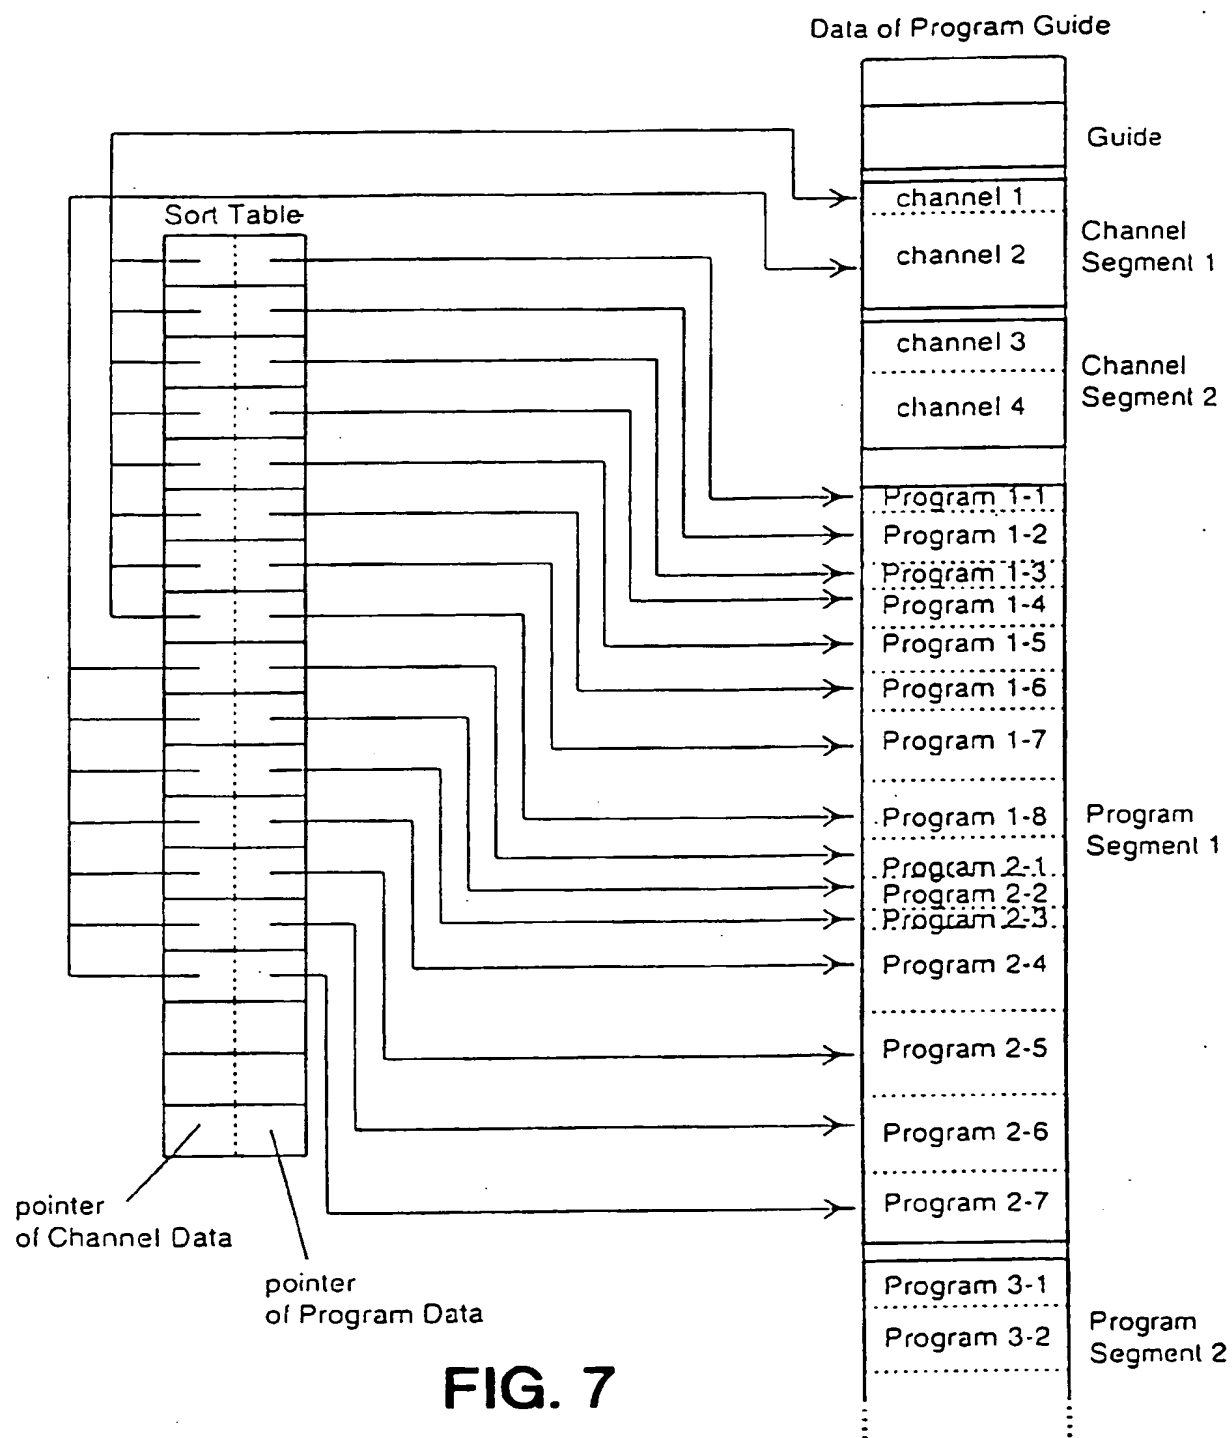 Data of Program Guide
Guide
channel 1
channel 2
Channel
Segment 1
Sort Table
channel 3
channel 4
Channel
Segment 2
Program 1-1
Program 1-2
Program 1-3
Program 1-4
Program 1-5
Program 1-6
Program 1-7
Program 1-8
Program 2-1
Program 2-2
Program 2-3
Program 2-4
Program 2-5
Program 2-6
Program 2-7
Program
Segment 1
pointer
of Channel Data
pointer
of Program Data
Program 3-1
Program 3-2
Program
Segment 2
FIG. 7